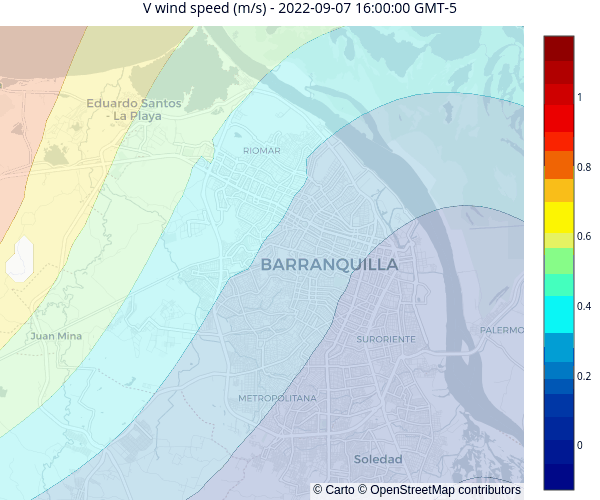 V wind speed (m/s) - 2022-09-07 16:00:00 GMT-5
Eduardo Santos
- La Playa
RIOMAR
BARRANQUILLA
Juan Mina
SURORIENTE
PALERMO
METROPOLITANA
Soledad
© Carto © OpenStreetMap contributors
1
0.8
0.6
0.4
0.2
0